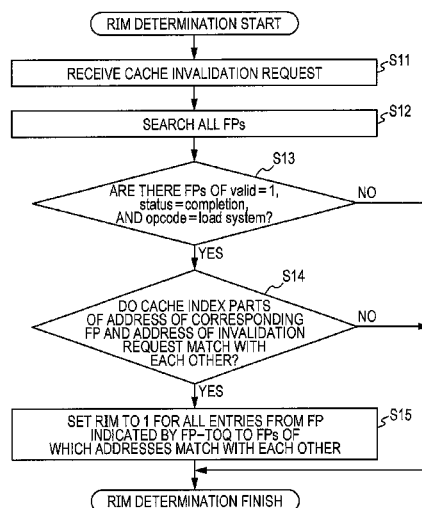 RIM DETERMINATION START
S11
RECEIVE CACHE INVALIDATION REQUEST
S12
SEARCH ALL FPs
S13
ARE THERE FPs OF valid=1,
status=completion,
AND opcode=load system?
NO
YES
S14
DO CACHE INDEX PARTS
OF ADDRESS OF CORRESPONDING
FP AND ADDRESS OF INVALIDATION
REQUEST MATCH WITH
EACH OTHER?
NO
YES
S15
SET RIM TO 1 FOR ALL ENTRIES FROM FP
INDICATED BY FP-TOQ TO FPs OF
WHICH ADDRESSES MATCH WITH EACH OTHER
RIM DETERMINATION FINISH